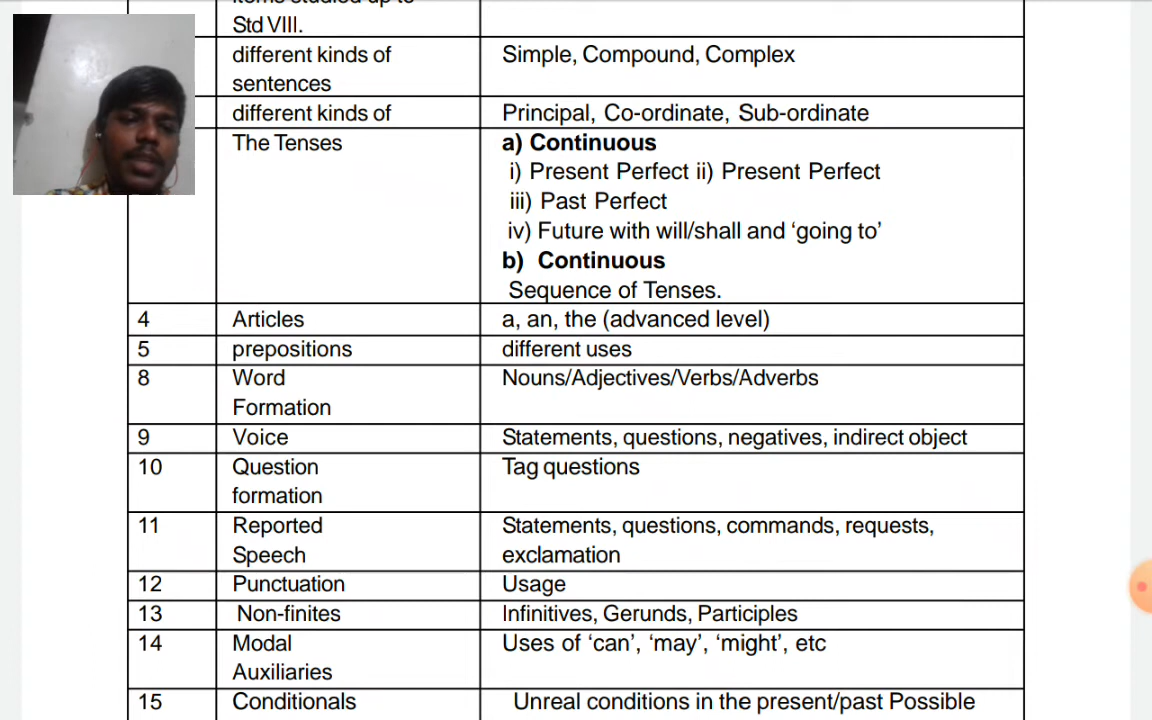 Std VIII.
different kinds of Simple, Compound, Complex
sentences
different kinds of Principal, Co-ordinate, Sub-ordinate
The Tenses a) Continuous
i) Present Perfect ii) Present Perfect
iii) Past Perfect
iv) Future with will/shall and ‘going to’
b) Continuous
Sequence of Tenses.
4 Articles a, an, the (advanced level)
5 prepositions different uses
8 Word Nouns/Adjectives/Verbs/Adverbs
Formation
9 Voice Statements, questions, negatives, indirect object
10 Question Tag questions
formation
11 Reported Statements, questions, commands, requests,
Speech exclamation
12 Punctuation Usage
13 Non-finites Infinitives, Gerunds, Participles
14 Modal Uses of ‘can’, ‘may’, ‘might’, etc
Auxiliaries
15 Conditionals Unreal conditions in the present/past Possible